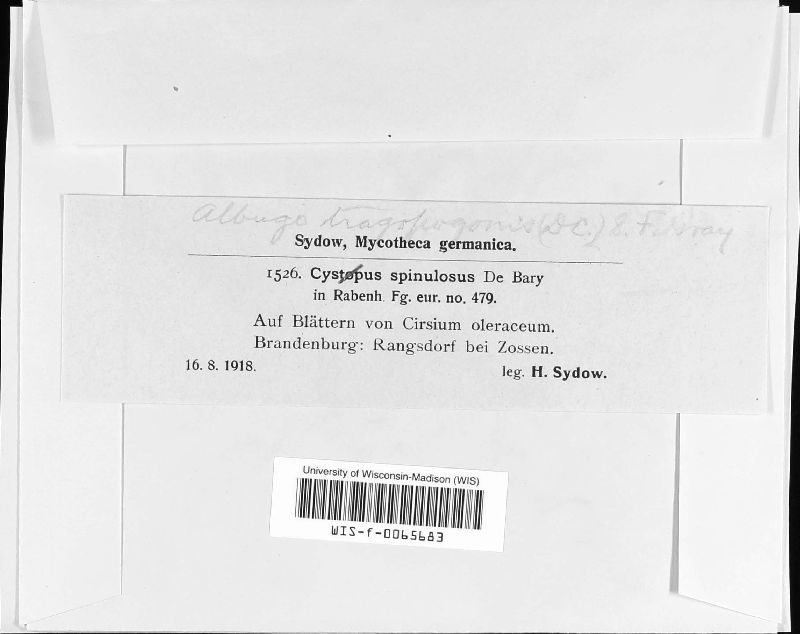 Albugo tragopogonis (DC.) S. F. Gray
Sydow, Mycotheca germanica.
1526. Cystopus spinulosus De Bary
in Rabenh. Fg. eur. no. 479.
Auf Blättern von Cirsium oleraceum.
Brandenburg: Rangsdorf bei Zossen.
16. 8. 1918.
leg. H. Sydow.
University of Wisconsin-Madison (WIS)
WIS-f-0065683